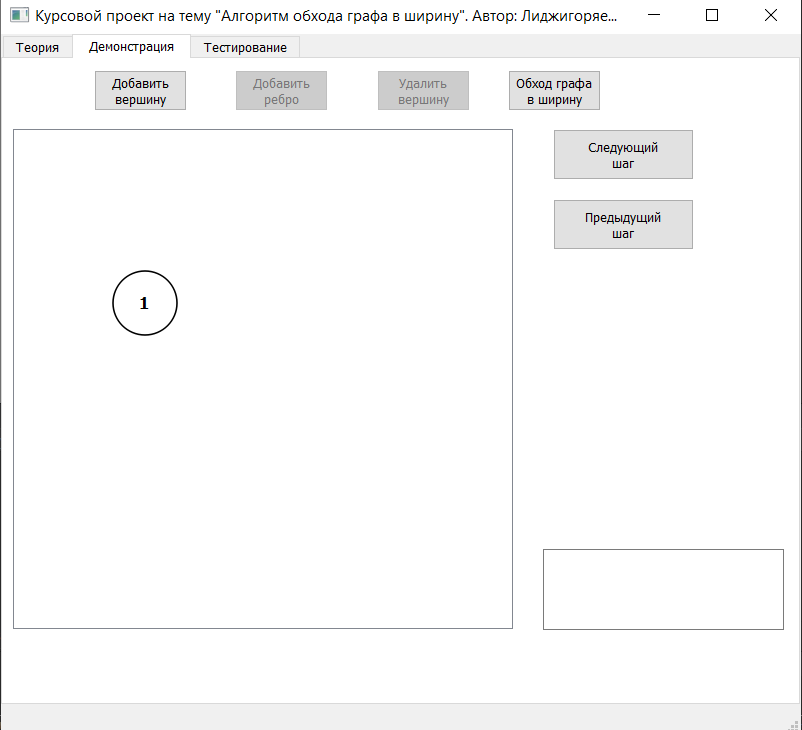 Курсовой проект на тему "Алгоритм обхода графа в ширину". Автор: Лиджигоряе...
Теория
Демонстрация
Тестирование
Добавить
вершину
Добавить
ребро
Удалить
вершину
Обход графа
в ширину
Следующий
шаг
Предыдущий
шаг
1